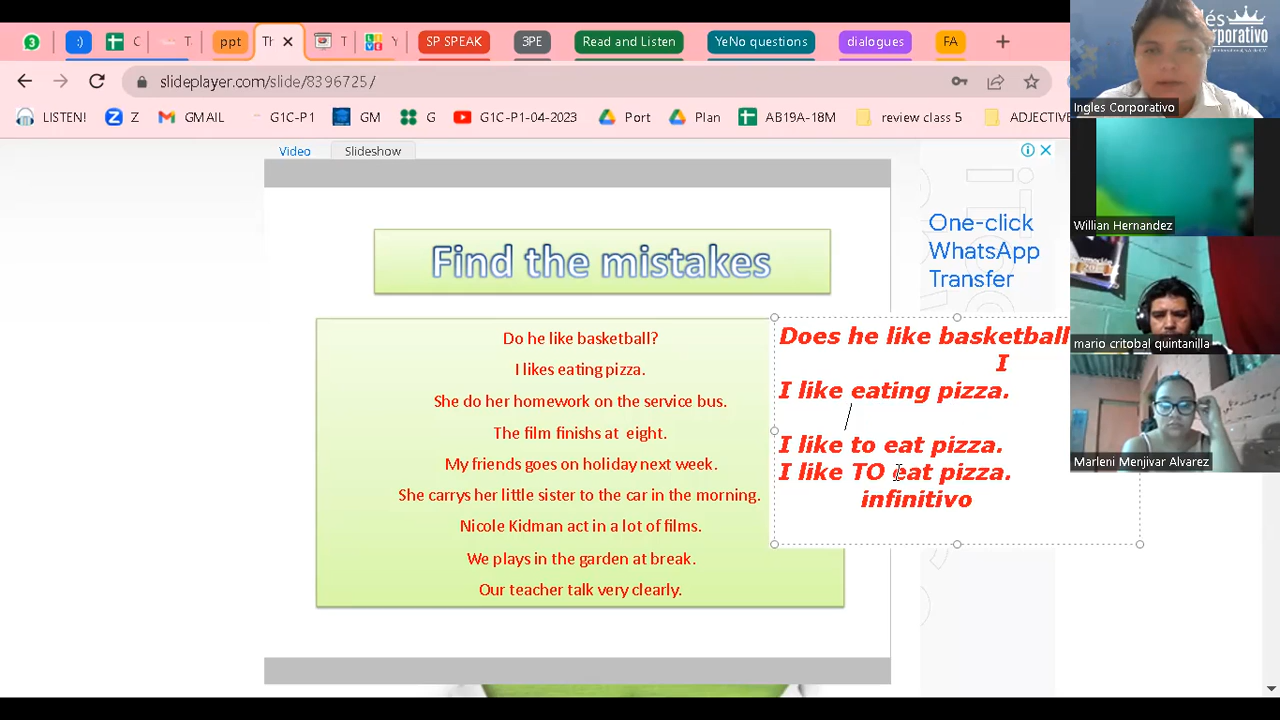 :)
C
ppt
Th
T
Y
SP SPEAK
3PE
Read and Listen
YeNo questions
dialogues
FA
slideplayer.com/slide/8396725/
LISTEN!
Z
GMAIL
G1C-P1
GM
G
G1C-P1-04-2023
Port
Plan
AB19A-18M
review class 5
ADJECTIVE
Video
Slideshow
Find the mistakes
Do he like basketball?
I likes eating pizza.
She do her homework on the service bus.
The film finishs at eight.
My friends goes on holiday next week.
She carrys her little sister to the car in the morning.
Nicole Kidman act in a lot of films.
We plays in the garden at break.
Our teacher talk very clearly.
Does he like basketball
I
I like eating pizza.
/
I like to eat pizza.
I like TO eat pizza.
infinitivo
One-click
WhatsApp
Transfer
Ingles Corporativo
Willian Hernandez
mario critobal quintanilla
Marleni Menjivar Alvarez